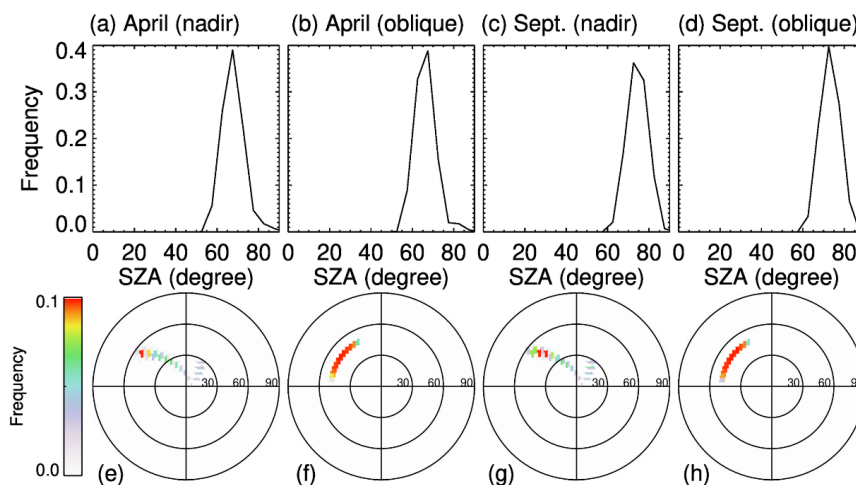 (a) April (nadir) (b) April (oblique) (c) Sept. (nadir) (d) Sept. (oblique)
0.4
0.3
0.1
0.0
Frequency
0 20 40 60 80 0 20 40 60 80 0 20 40 60 80 0 20 40 60 80
SZA (degree) SZA (degree) SZA (degree) SZA (degree)
0.1
Frequency
0.0
30 60 90 30 60 90 30 60 90 30 60 90
(e) (f) (g) (h)